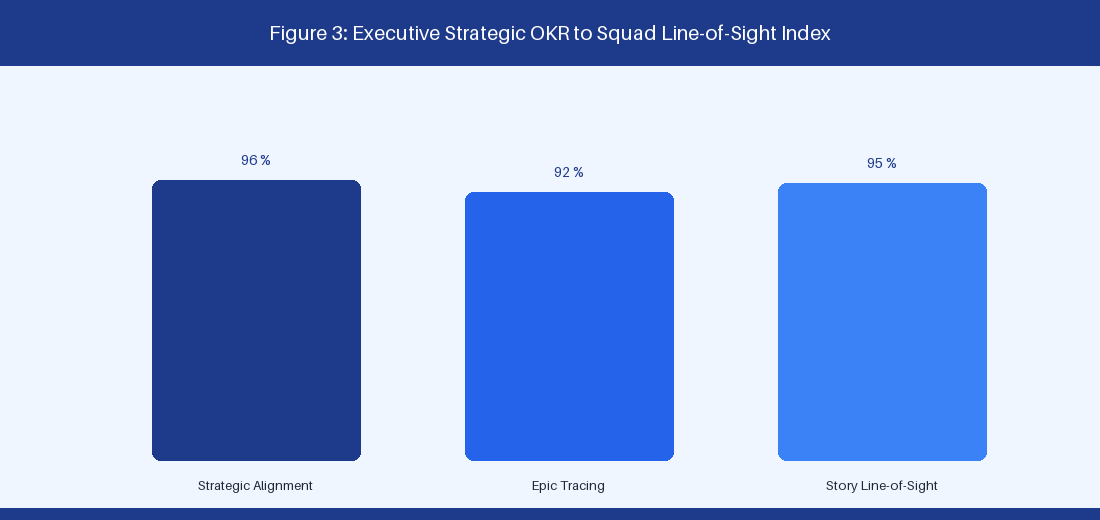 Figure 3: Executive Strategic OKR to Squad Line-of-Sight Index
96 %
92 %
95 %
Strategic Alignment
Epic Tracing
Story Line-of-Sight